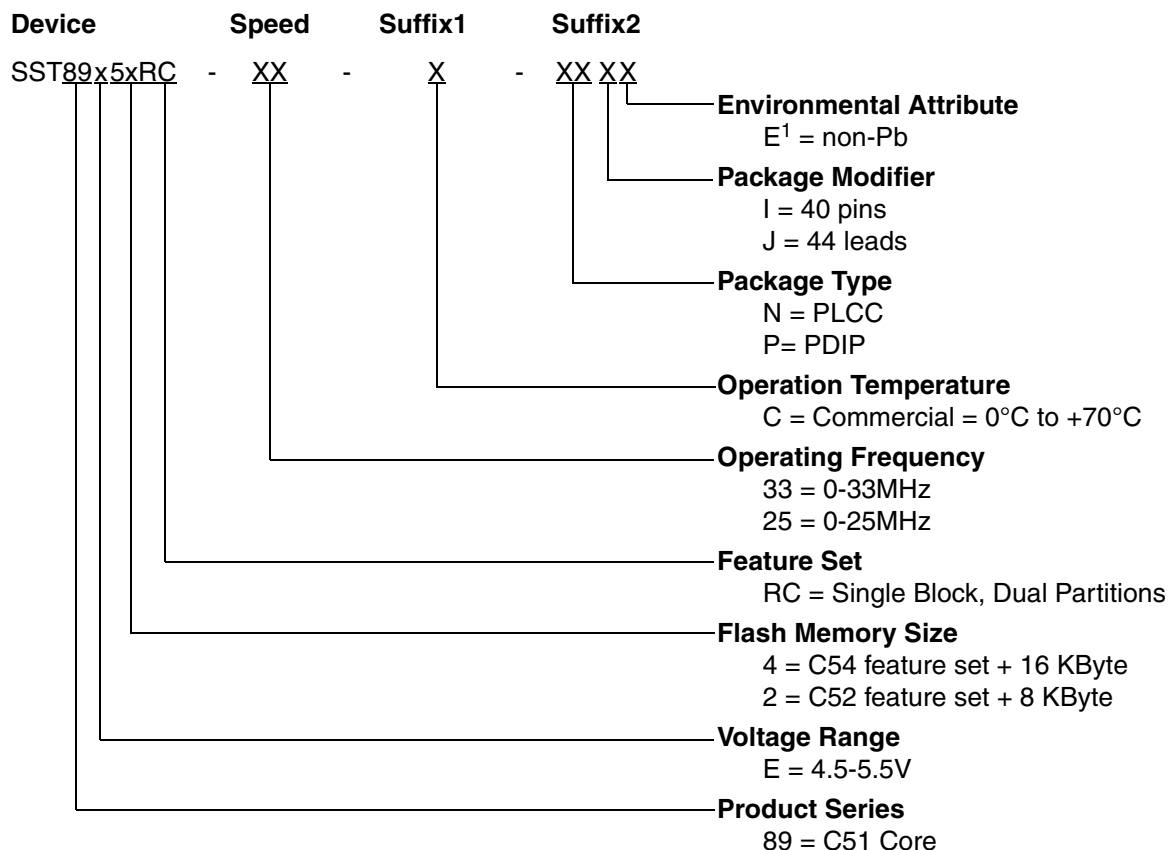 Device Speed Suffix1 Suffix2
SST89x5xRC - XX - X - XX X X
Environmental Attribute
E1 = non-Pb
Package Modifier
I = 40 pins
J = 44 leads
Package Type
N = PLCC
P= PDIP
Operation Temperature
C = Commercial = 0°C to +70°C
Operating Frequency
33 = 0-33MHz
25 = 0-25MHz
Feature Set
RC = Single Block, Dual Partitions
Flash Memory Size
4 = C54 feature set + 16 KByte
2 = C52 feature set + 8 KByte
Voltage Range
E = 4.5-5.5V
Product Series
89 = C51 Core